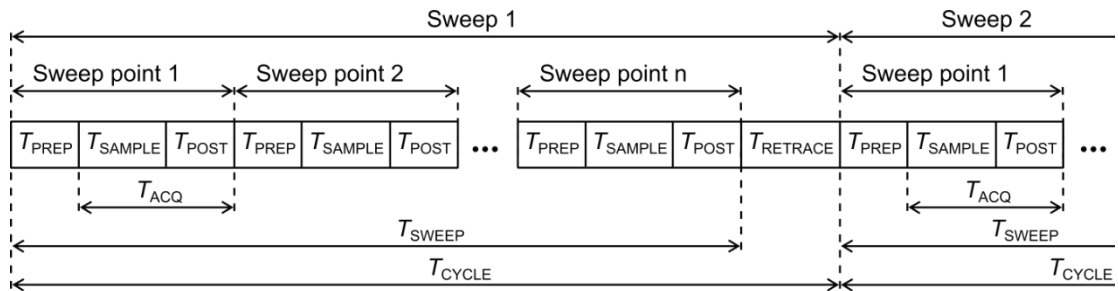 Sweep 1 Sweep 2
Sweep point 1 Sweep point 2 Sweep point n Sweep point 1
TPREP TSAMPLE TPOST TPREP TSAMPLE TPOST ••• TPREP TSAMPLE TPOST TRETRACE TPREP TSAMPLE TPOST •••
TACQ TACQ
TSWEEP TSWEEP
TCYCLE TCYCLE